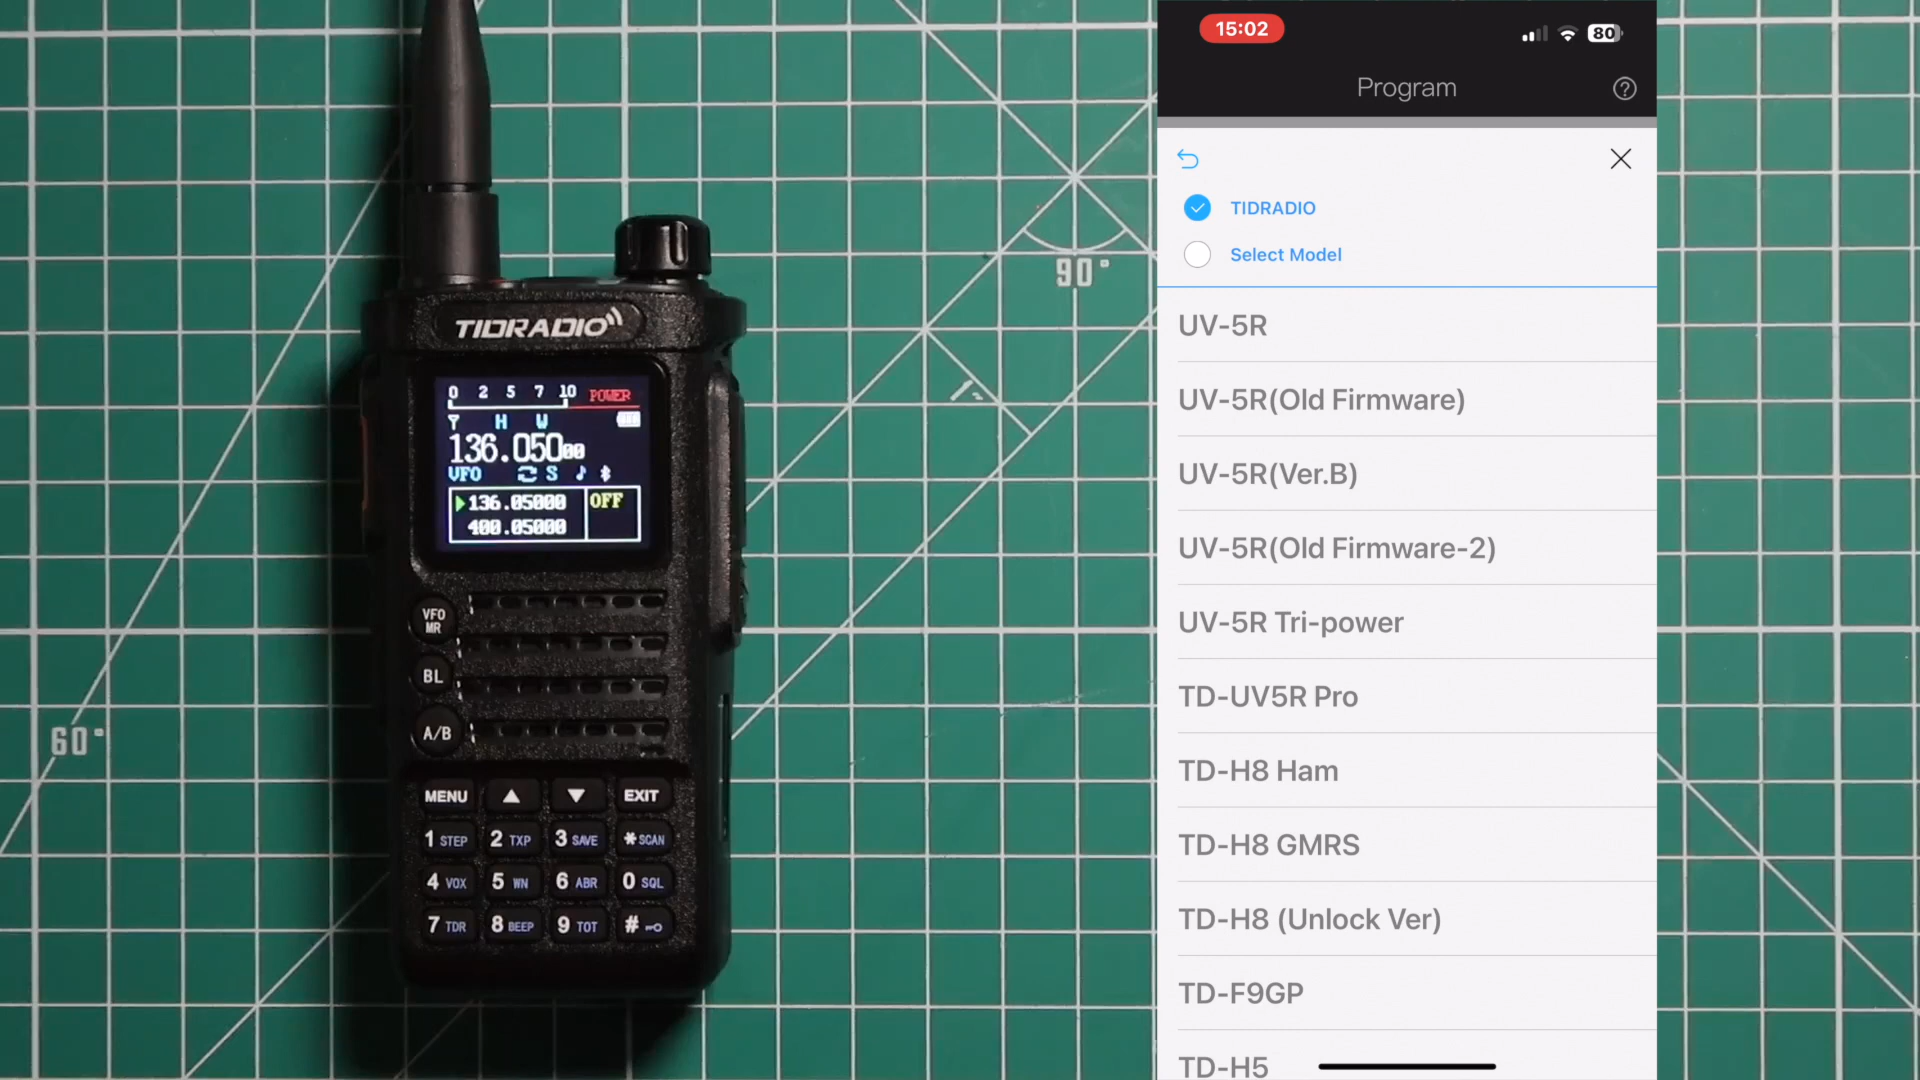 TIDRADIO
0 2 5 7 10 POWER
H W
136.05000
VFO S
136.05000 OFF
400.05000
VFO
MR
BL
A/B
MENU ▲ ▼ EXIT
1 STEP 2 TXP 3 SAVE * SCAN
4 VOX 5 WN 6 ABR 0 SQL
7 TDR 8 BEEP 9 TOT #
60°
90°
15:02
80
Program
?
TIDRADIO
Select Model
UV-5R
UV-5R(Old Firmware)
UV-5R(Ver.B)
UV-5R(Old Firmware-2)
UV-5R Tri-power
TD-UV5R Pro
TD-H8 Ham
TD-H8 GMRS
TD-H8 (Unlock Ver)
TD-F9GP
TD-H5